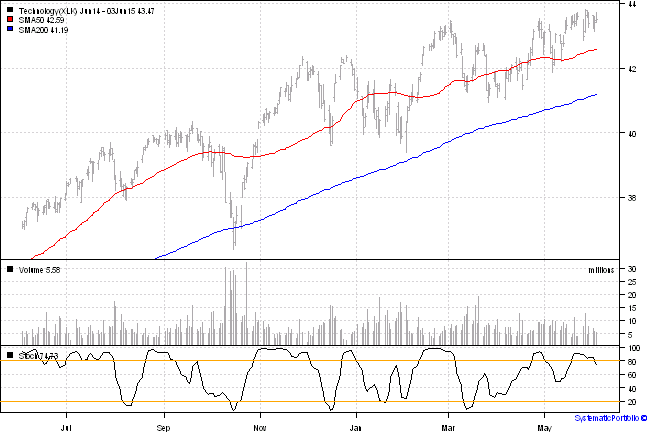 Technology(XLK) Jun14 - 03Jun15 43.47
SMA50 42.59
SMA200 41.19
44
42
40
38
Volume 5.58
millions
30
25
20
15
10
5
100
80
60
40
20
Jul
Sep
Nov
Jan
Mar
May
SystematicPortfolio ©